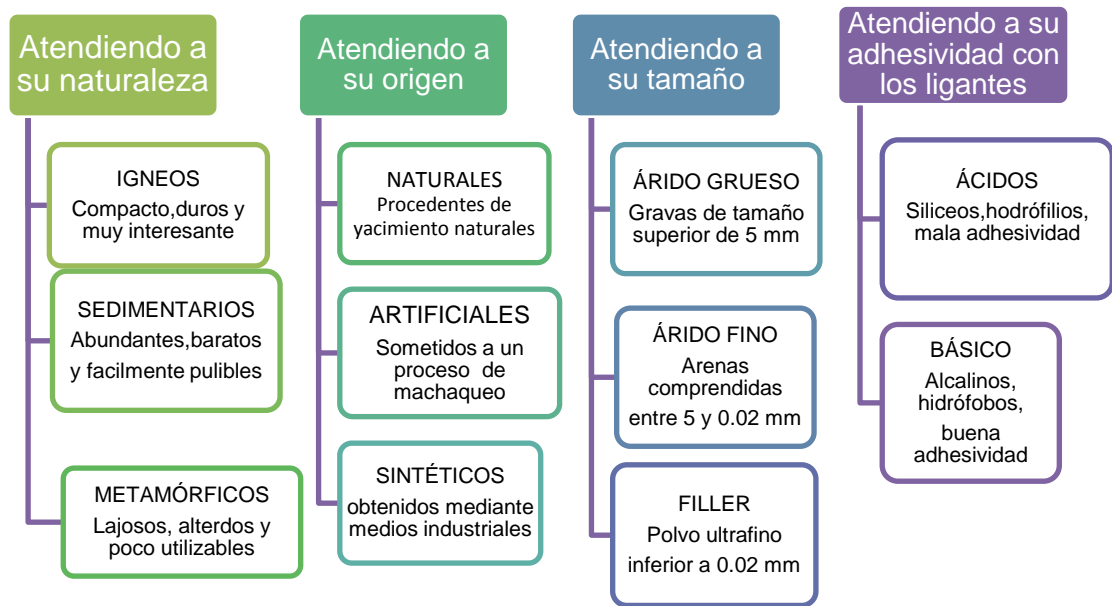 Atendiendo a
su naturaleza
IGNEOS
Compacto,duros y
muy interesante
SEDIMENTARIOS
Abundantes,baratos
y facilmente pulibles
METAMÓRFICOS
Lajosos, alterdos y
poco utilizables
Atendiendo a
su origen
NATURALES
Procedentes de
yacimiento naturales
ARTIFICIALES
Sometidos a un
proceso de
machaqueo
SINTÉTICOS
obtenidos mediante
medios industriales
Atendiendo a
su tamaño
ÁRIDO GRUESO
Gravas de tamaño
superior de 5 mm
ÁRIDO FINO
Arenas
comprendidas
entre 5 y 0.02 mm
FILLER
Polvo ultrafino
inferior a 0.02 mm
Atendiendo a su
adhesividad con
los ligantes
ÁCIDOS
Siliceos,hodrófilios,
mala adhesividad
BÁSICO
Alcalinos,
hidrófobos,
buena
adhesividad